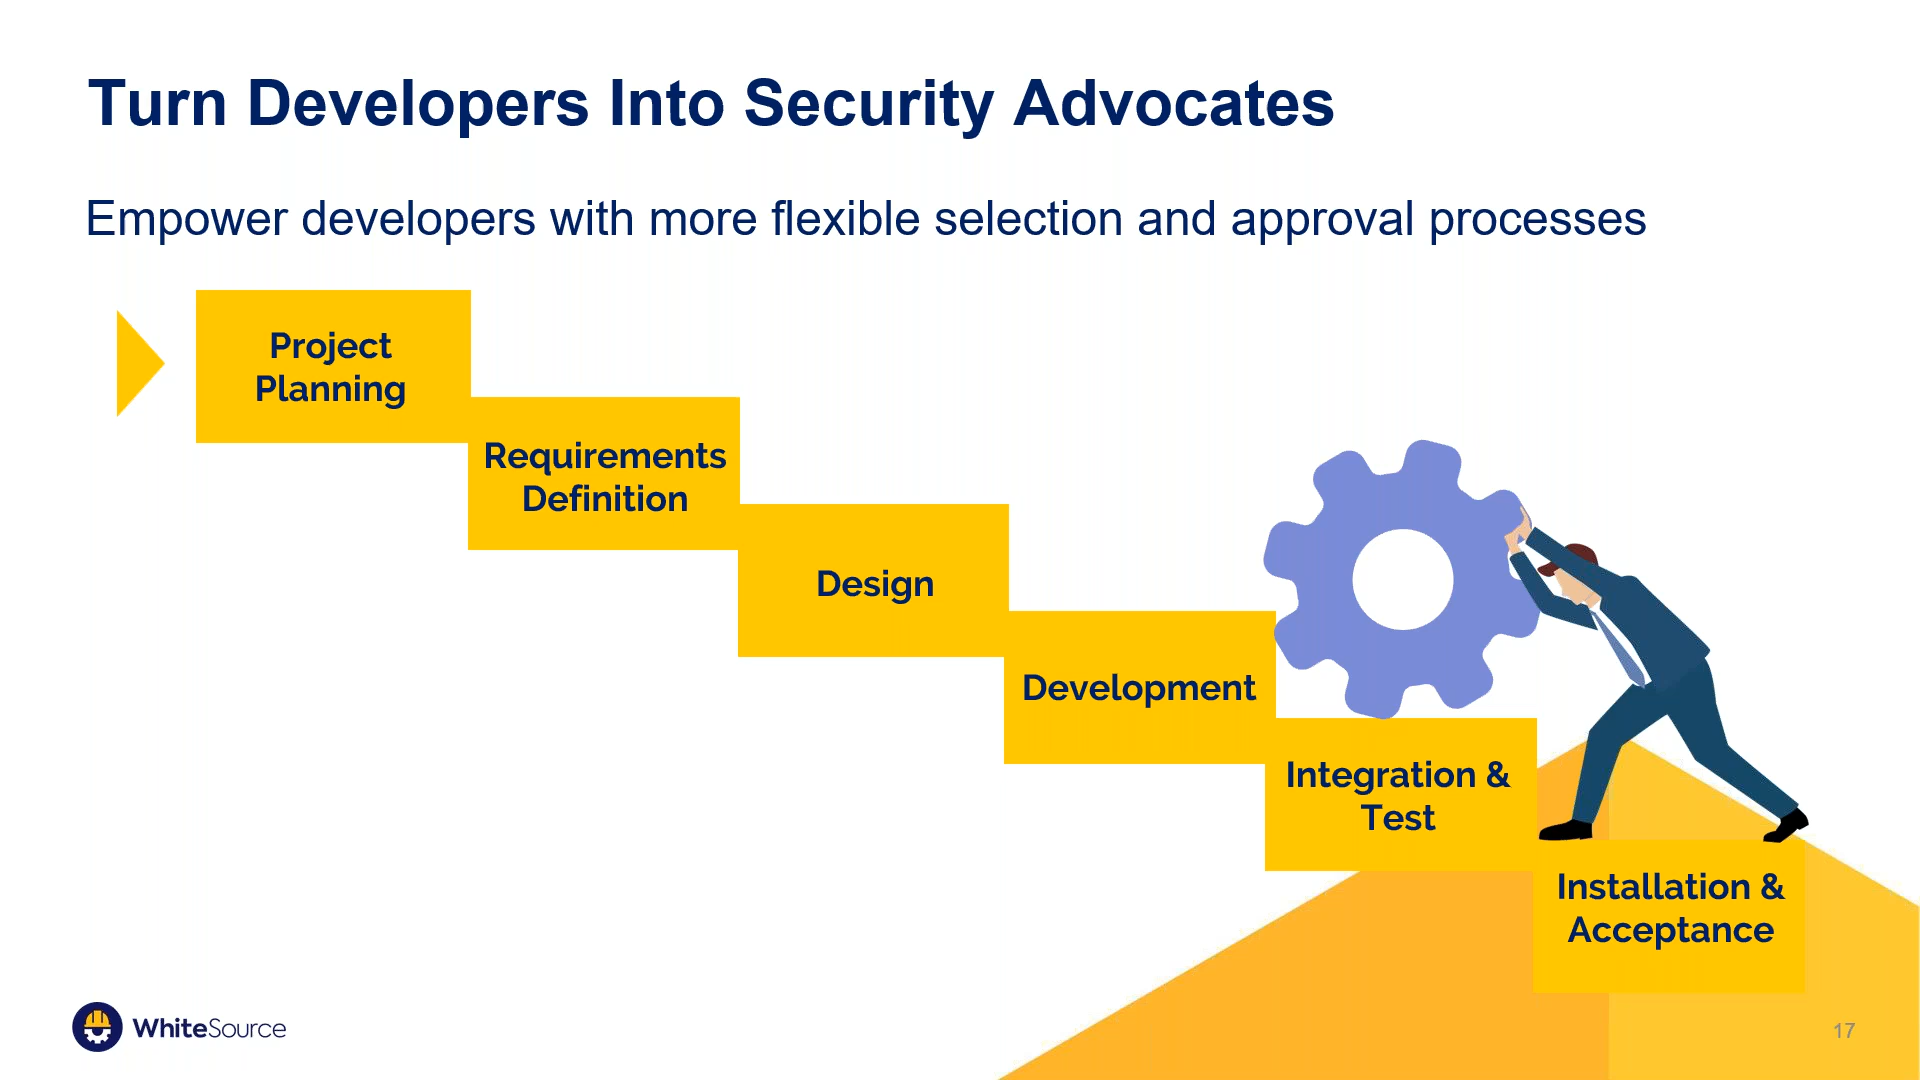 Turn Developers Into Security Advocates
Empower developers with more flexible selection and approval processes
Project
Planning
Requirements
Definition
Design
Development
Integration &
Test
Installation &
Acceptance
WhiteSource
17